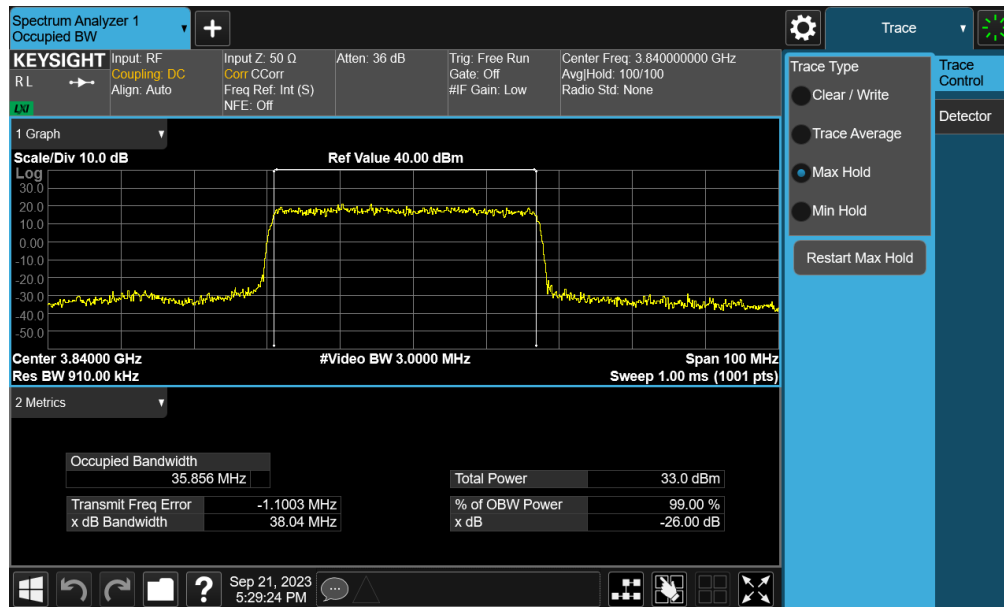 Spectrum Analyzer 1
Occupied BW
+
Trace
KEYSIGHT
RL
LXI
Input: RF
Coupling: DC
Align: Auto
Input Z: 50 Ω
Corr CCorr
Freq Ref: Int (S)
NFE: Off
Atten: 36 dB
Trig: Free Run
Gate: Off
#IF Gain: Low
Center Freq: 3.840000000 GHz
Avg|Hold: 100/100
Radio Std: None
Trace Type
Clear / Write
Trace Average
Max Hold
Min Hold
Restart Max Hold
Trace
Control
Detector
1 Graph
Scale/Div 10.0 dB
Ref Value 40.00 dBm
Log
30.0
20.0
10.0
0.00
-10.0
-20.0
-30.0
-40.0
-50.0
Center 3.84000 GHz
#Video BW 3.0000 MHz
Span 100 MHz
Res BW 910.00 kHz
Sweep 1.00 ms (1001 pts)
2 Metrics
Occupied Bandwidth
35.856 MHz
Total Power 33.0 dBm
Transmit Freq Error -1.1003 MHz
% of OBW Power 99.00 %
x dB Bandwidth 38.04 MHz
x dB -26.00 dB
?
Sep 21, 2023
5:29:24 PM